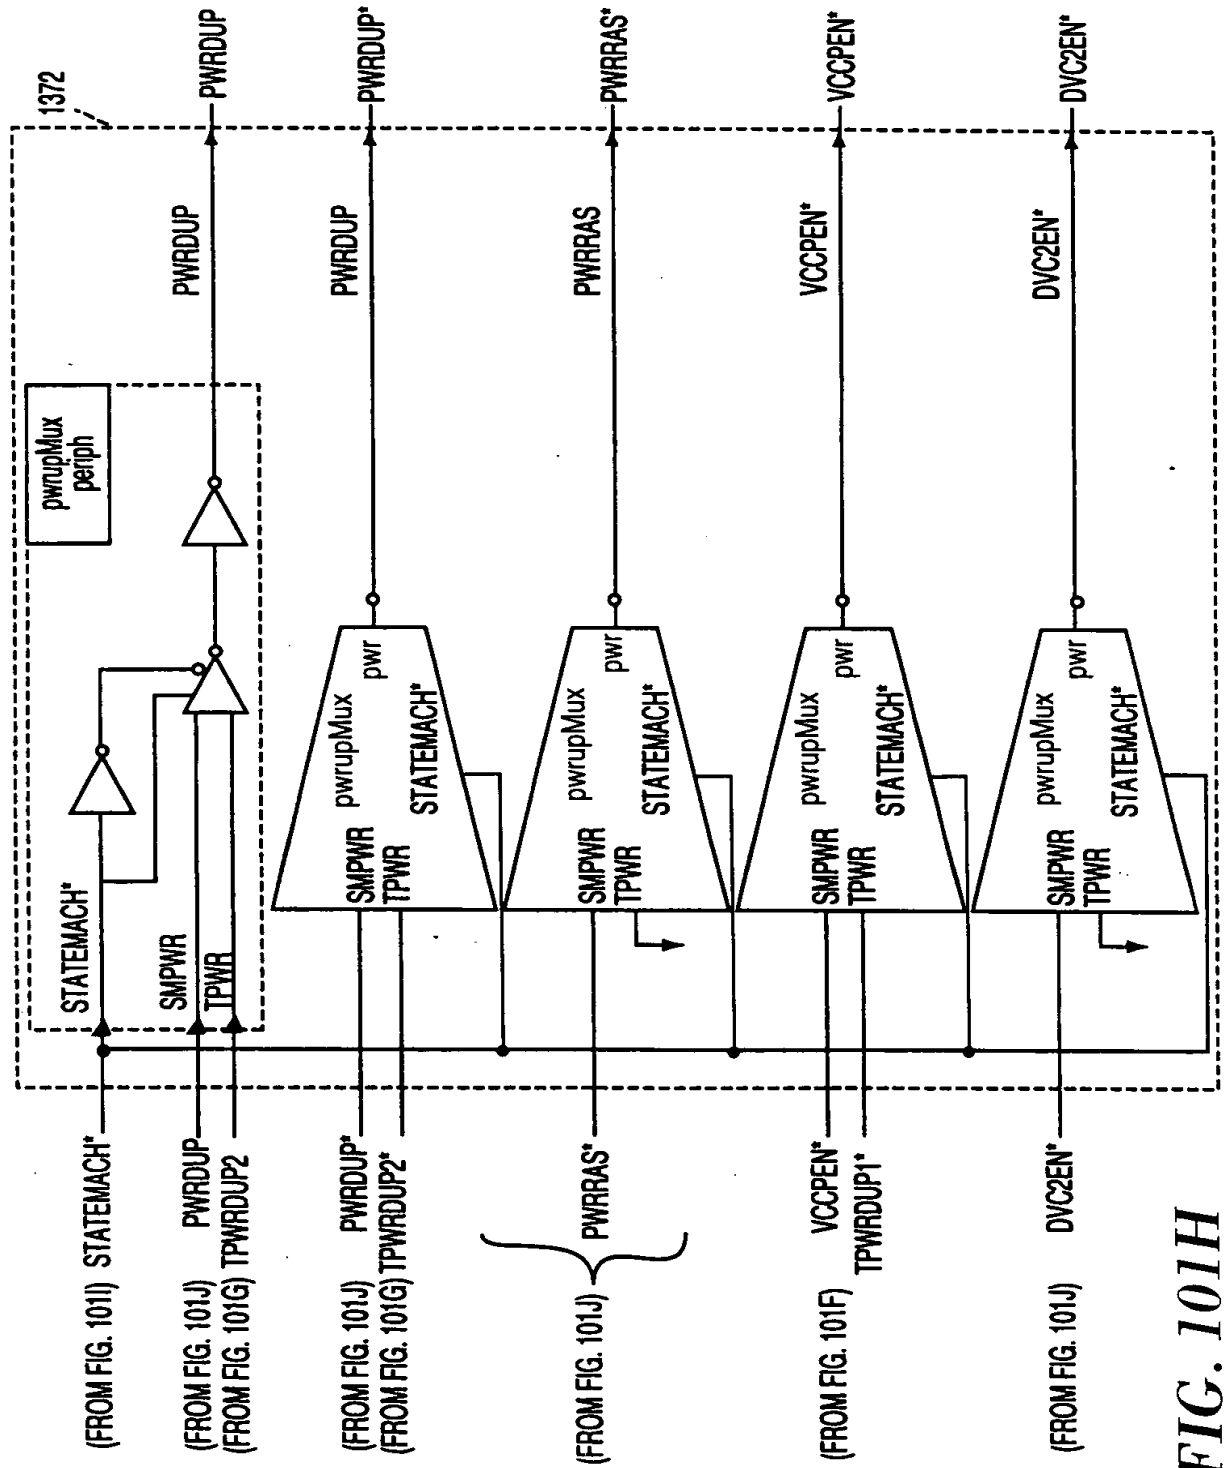 1372
pwrupMux
periph
STATEMACH*
SMPWR
TPWR
PWRDUP
PWRDUP
(FROM FIG. 101I) STATEMACH*
(FROM FIG. 101J) PWRDUP
(FROM FIG. 101G) TPWRDUP2
pwrupMux
SMPWR
TPWR
STATEMACH*
pwr
PWRDUP
PWRDUP*
(FROM FIG. 101J) PWRDUP*
(FROM FIG. 101G) TPWRDUP2*
pwrupMux
SMPWR
TPWR
STATEMACH*
pwr
PWRRAS
PWRRAS*
(FROM FIG. 101J) PWRRAS*
pwrupMux
SMPWR
TPWR
STATEMACH*
pwr
VCCPEN*
VCCPEN*
(FROM FIG. 101F) VCCPEN*
TPWRDUP1*
pwrupMux
SMPWR
TPWR
STATEMACH*
pwr
DVC2EN*
DVC2EN*
(FROM FIG. 101J) DVC2EN*
FIG. 101H